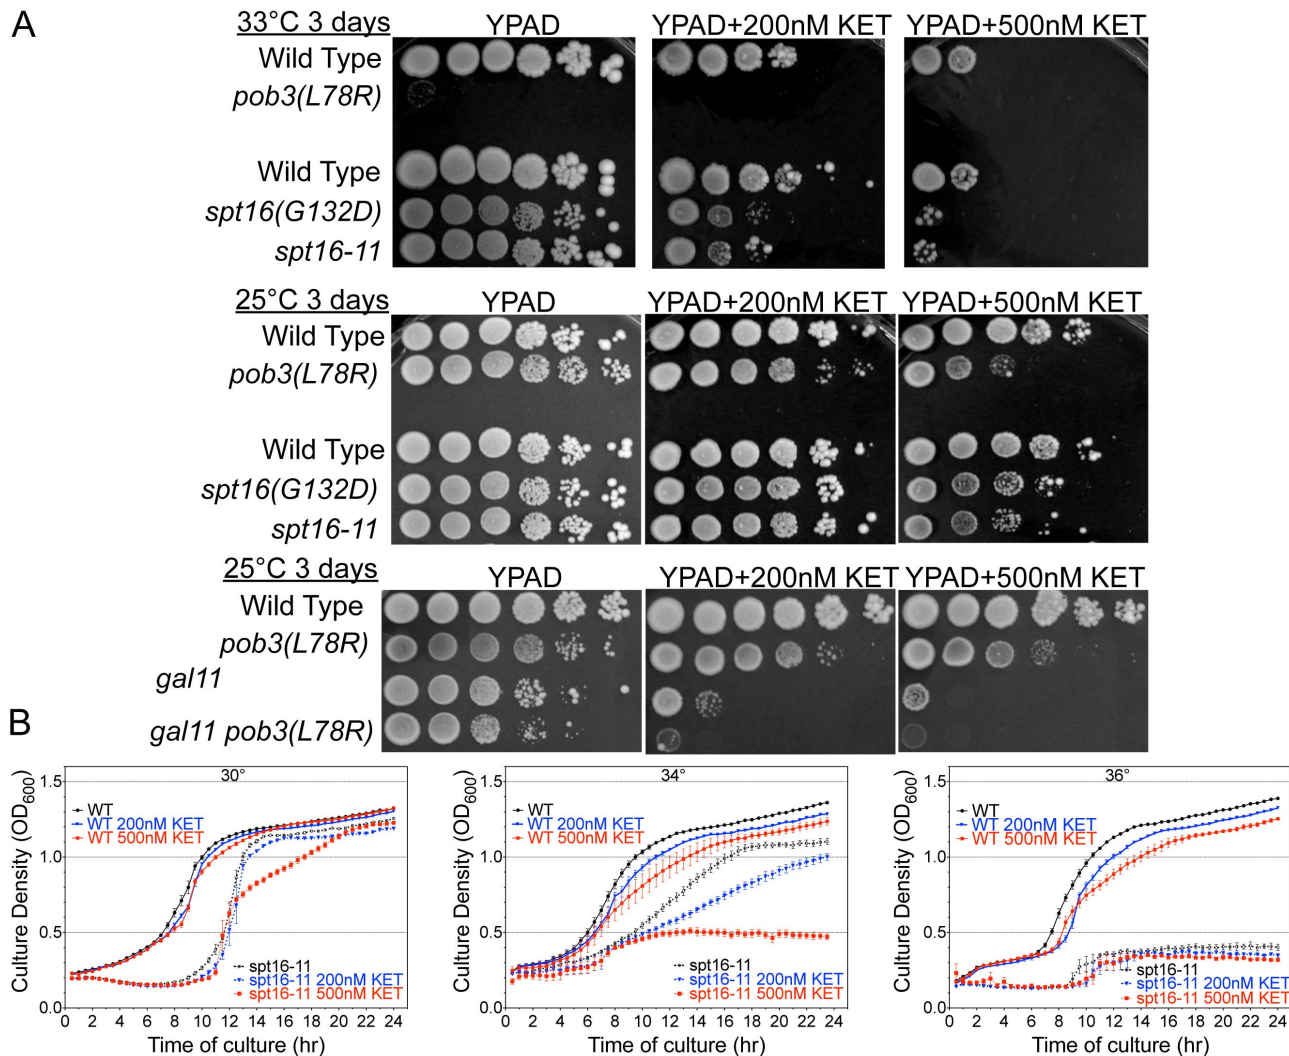 A
33°C 3 days YPAD YPAD+200nM KET YPAD+500nM KET
Wild Type
pob3(L78R)
Wild Type
spt16(G132D)
spt16-11
25°C 3 days YPAD YPAD+200nM KET YPAD+500nM KET
Wild Type
pob3(L78R)
Wild Type
spt16(G132D)
spt16-11
25°C 3 days YPAD YPAD+200nM KET YPAD+500nM KET
Wild Type
pob3(L78R)
gal11
gal11 pob3(L78R)
B
30°
1.5
1.0
0.5
0.0
Culture Density (OD600)
WT
WT 200nM KET
WT 500nM KET
spt16-11
spt16-11 200nM KET
spt16-11 500nM KET
0 2 4 6 8 10 12 14 16 18 20 22 24
Time of culture (hr)
34°
1.5
1.0
0.5
0.0
Culture Density (OD600)
WT
WT 200nM KET
WT 500nM KET
spt16-11
spt16-11 200nM KET
spt16-11 500nM KET
0 2 4 6 8 10 12 14 16 18 20 22 24
Time of culture (hr)
36°
1.5
1.0
0.5
0.0
Culture Density (OD600)
WT
WT 200nM KET
WT 500nM KET
spt16-11
spt16-11 200nM KET
spt16-11 500nM KET
0 2 4 6 8 10 12 14 16 18 20 22 24
Time of culture (hr)